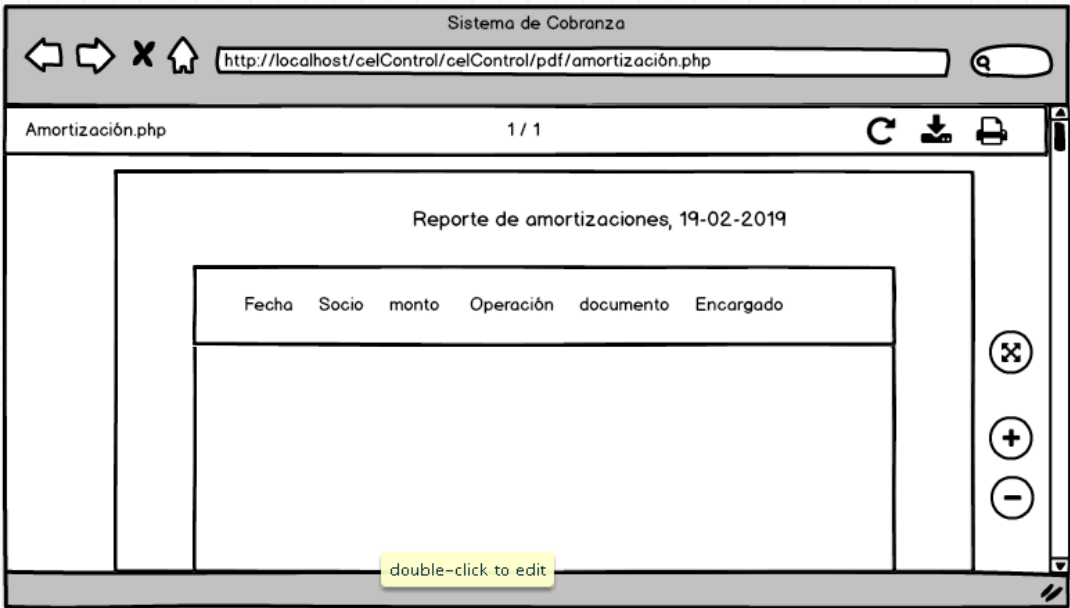 Sistema de Cobranza
http://localhost/celControl/celControl/pdf/amortización.php
Amortización.php 1 / 1
Reporte de amortizaciones, 19-02-2019
Fecha Socio monto Operación documento Encargado
double-click to edit